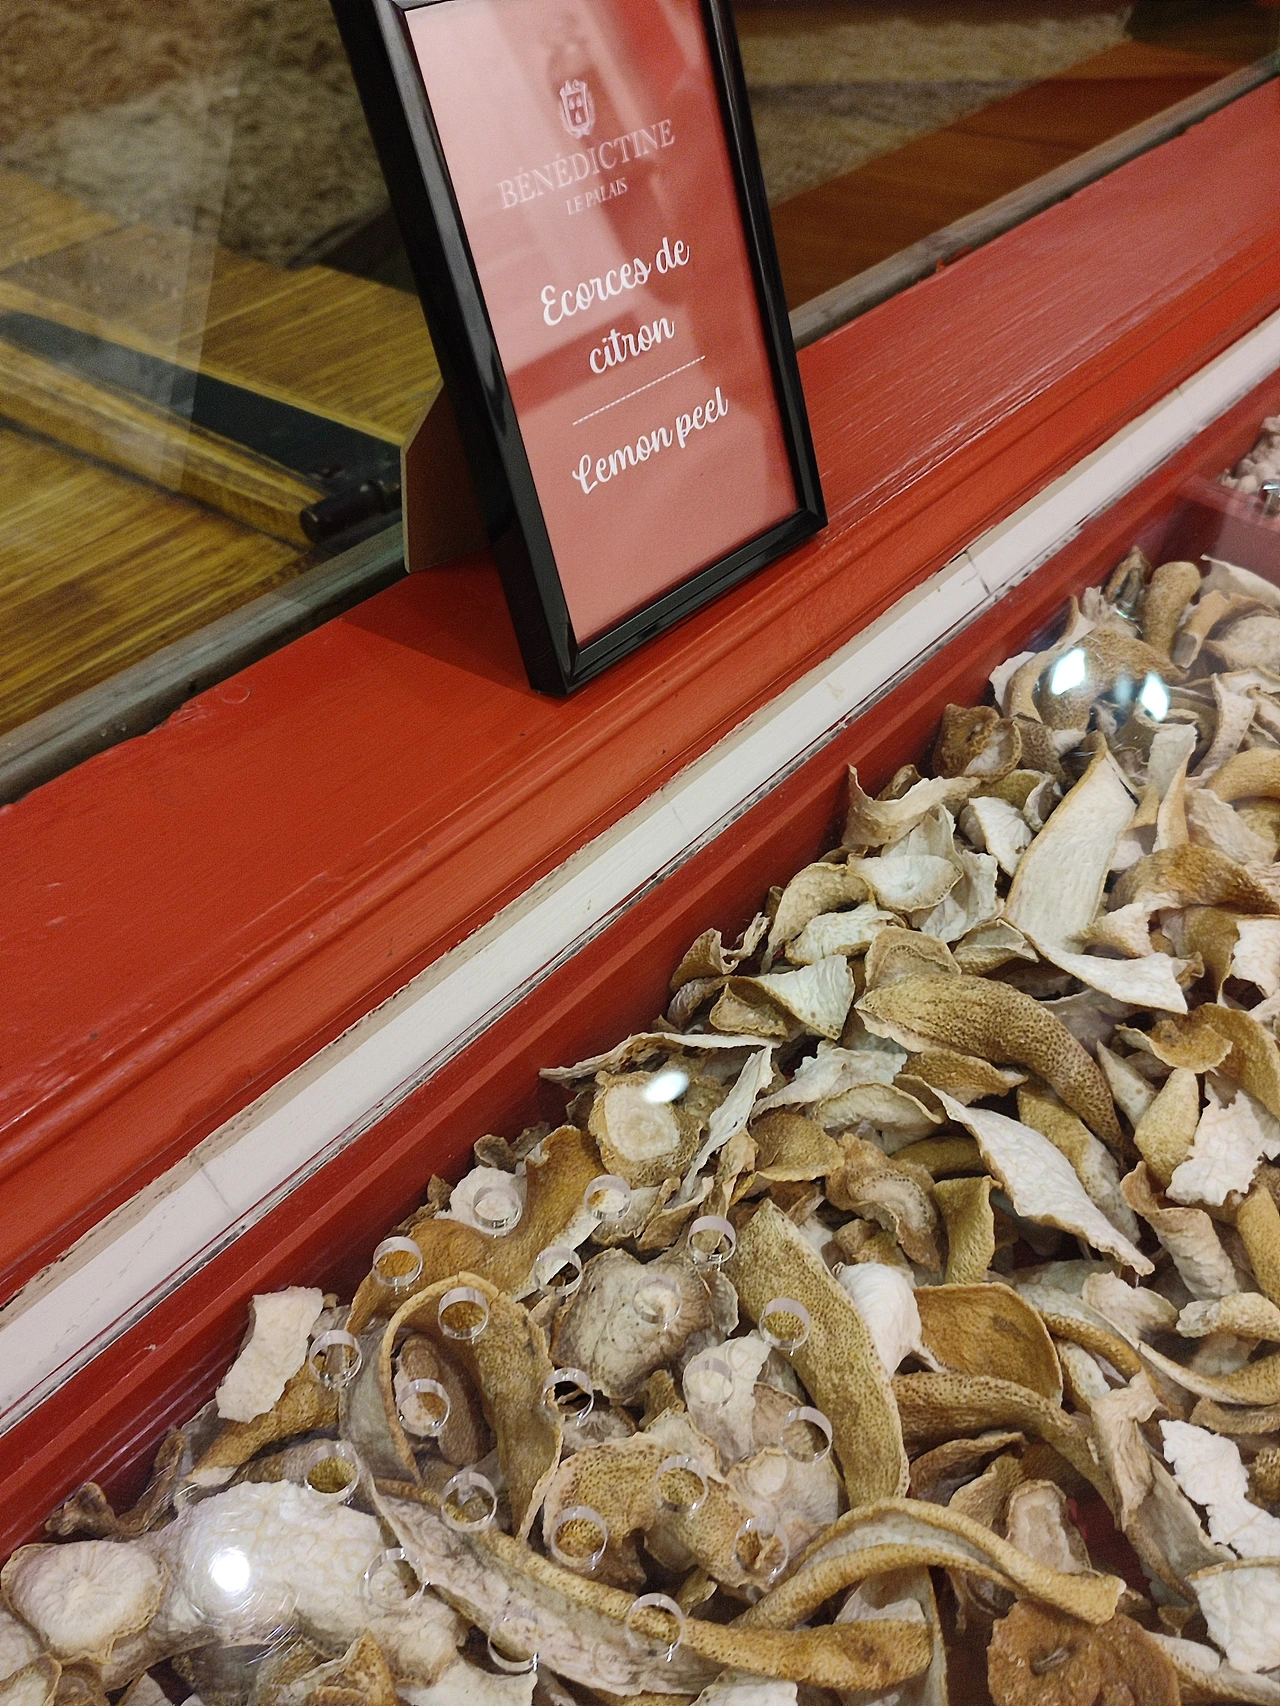 BÉNÉDICTINE
LE PALAIS
Ecorces de
citron
Lemon peel